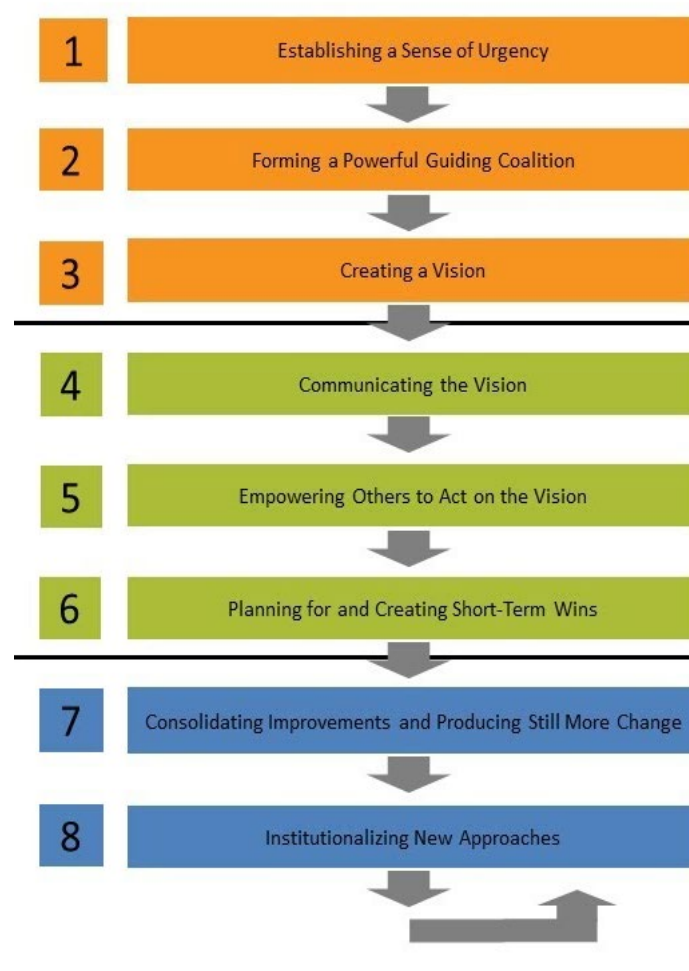 1 Establishing a Sense of Urgency
2 Forming a Powerful Guiding Coalition
3 Creating a Vision
4 Communicating the Vision
5 Empowering Others to Act on the Vision
6 Planning for and Creating Short-Term Wins
7 Consolidating Improvements and Producing Still More Change
8 Institutionalizing New Approaches